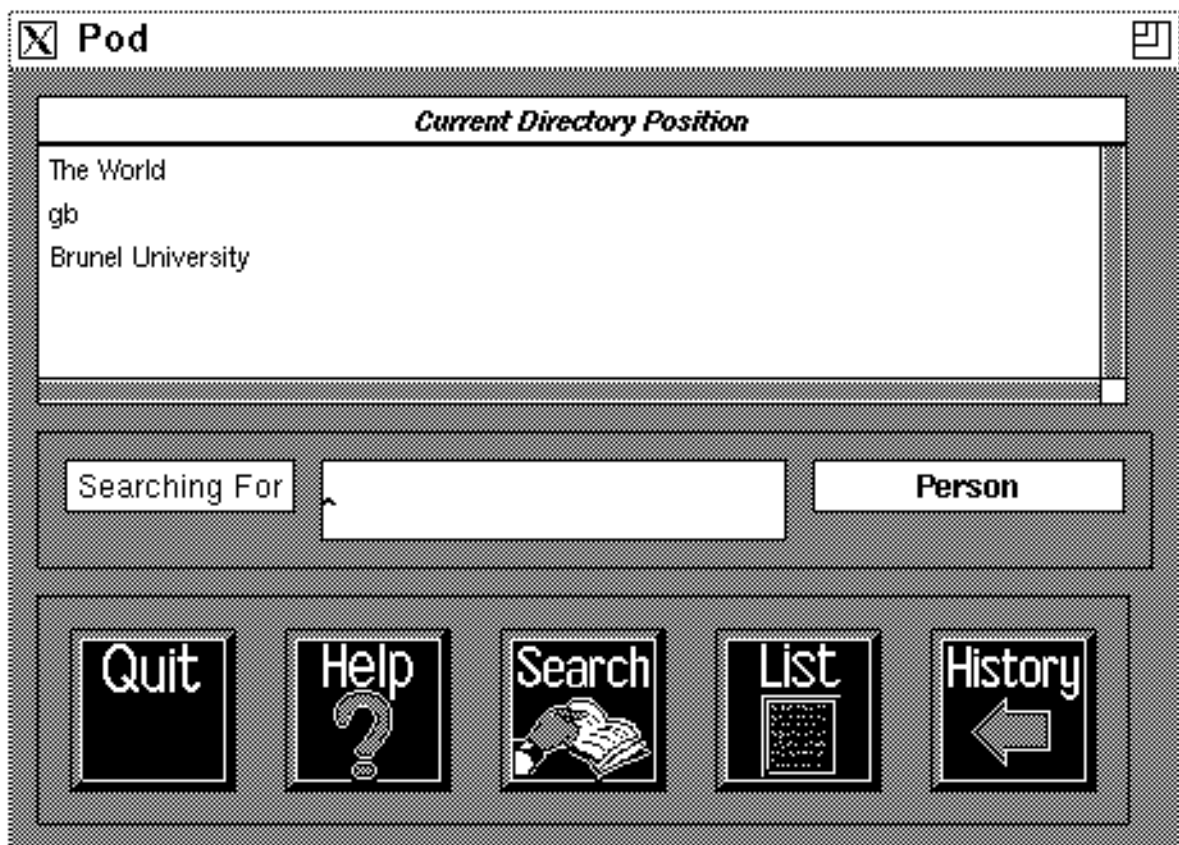 Pod
Current Directory Position
The World
gb
Brunel University
Searching For
Person
Quit
Help
Search
List
History